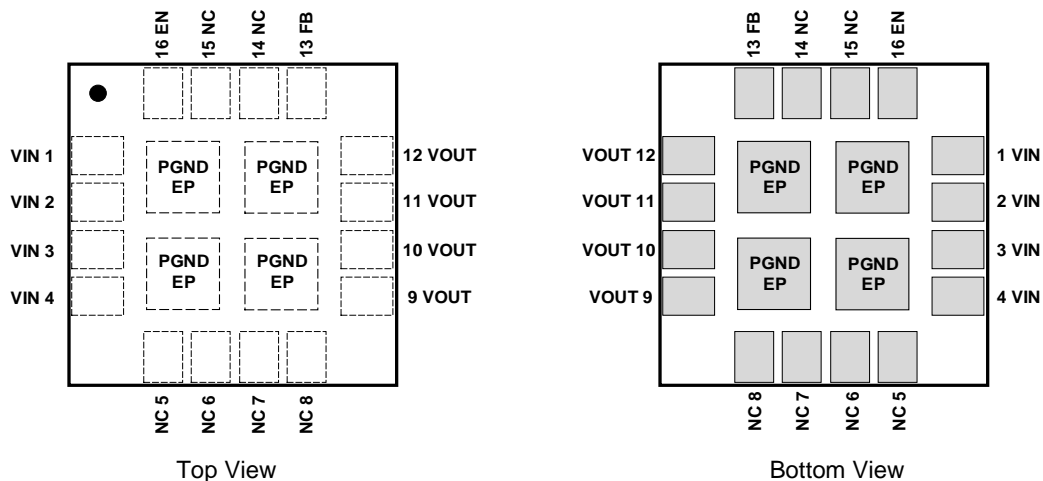 16 EN
15 NC
14 NC
13 FB
VIN 1
VIN 2
VIN 3
VIN 4
PGND
EP
PGND
EP
PGND
EP
PGND
EP
12 VOUT
11 VOUT
10 VOUT
9 VOUT
NC 5
NC 6
NC 7
NC 8
Top View
13 FB
14 NC
15 NC
16 EN
VOUT 12
VOUT 11
VOUT 10
VOUT 9
PGND
EP
PGND
EP
PGND
EP
PGND
EP
1 VIN
2 VIN
3 VIN
4 VIN
NC 8
NC 7
NC 6
NC 5
Bottom View